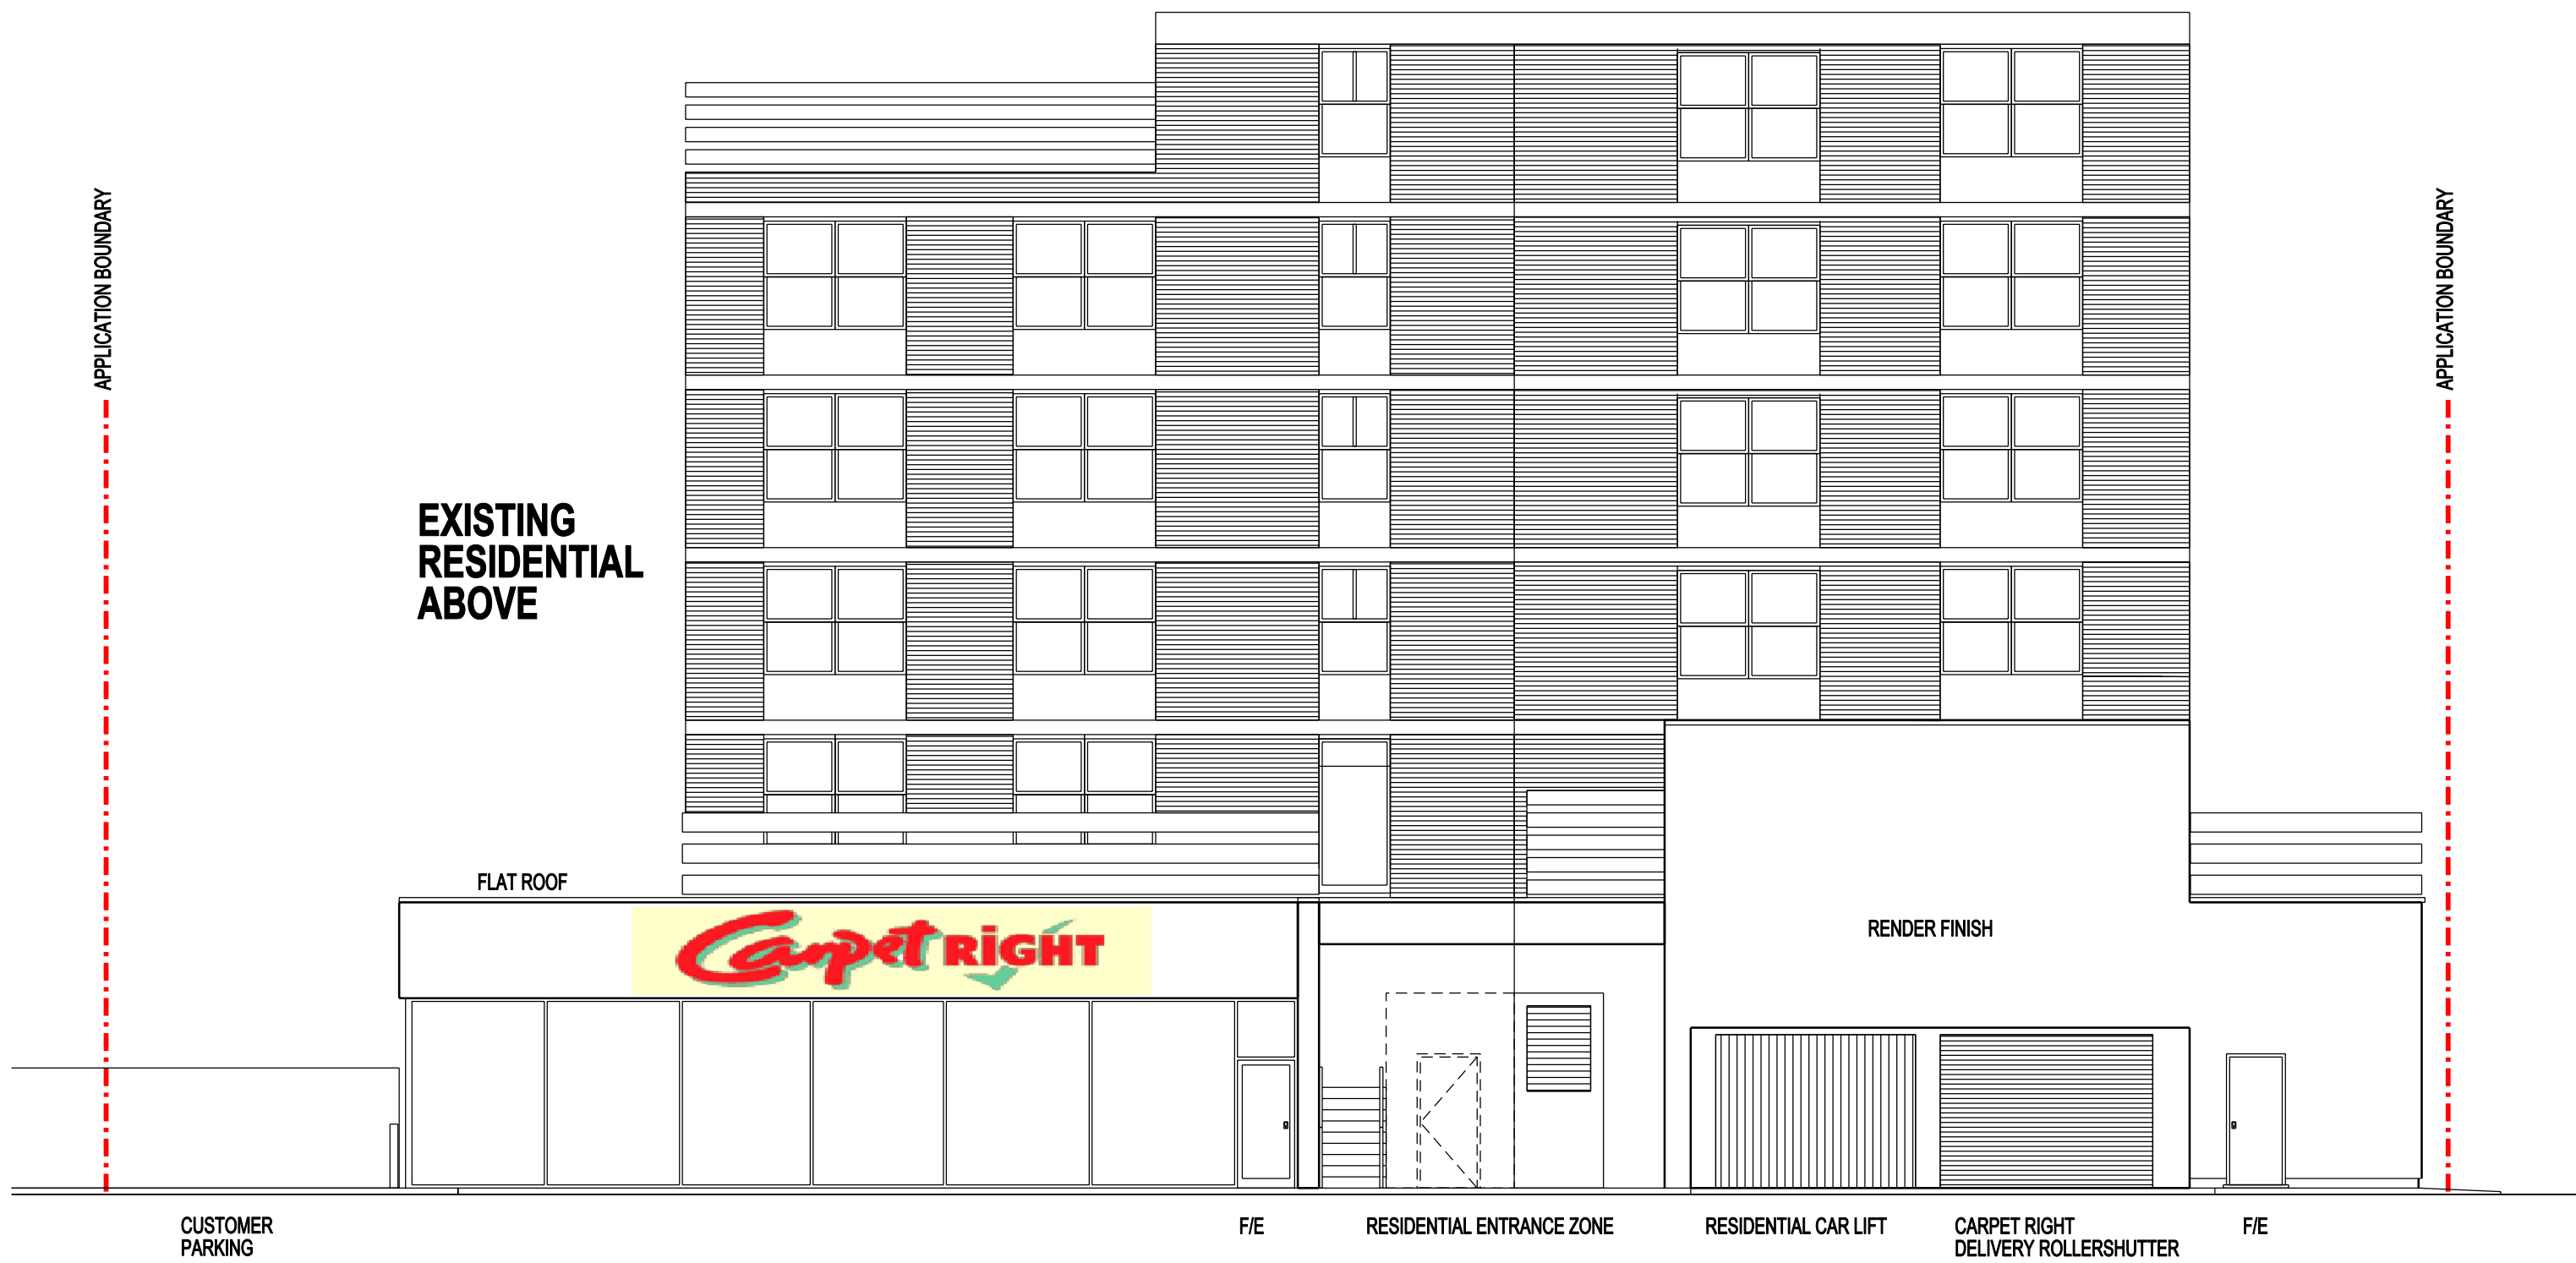 APPLICATION BOUNDARY
APPLICATION BOUNDARY
EXISTING
RESIDENTIAL
ABOVE
FLAT ROOF
Carpet RiGHT
RENDER FINISH
CUSTOMER
PARKING
F/E
RESIDENTIAL ENTRANCE ZONE
RESIDENTIAL CAR LIFT
CARPET RIGHT
DELIVERY ROLLERSHUTTER
F/E